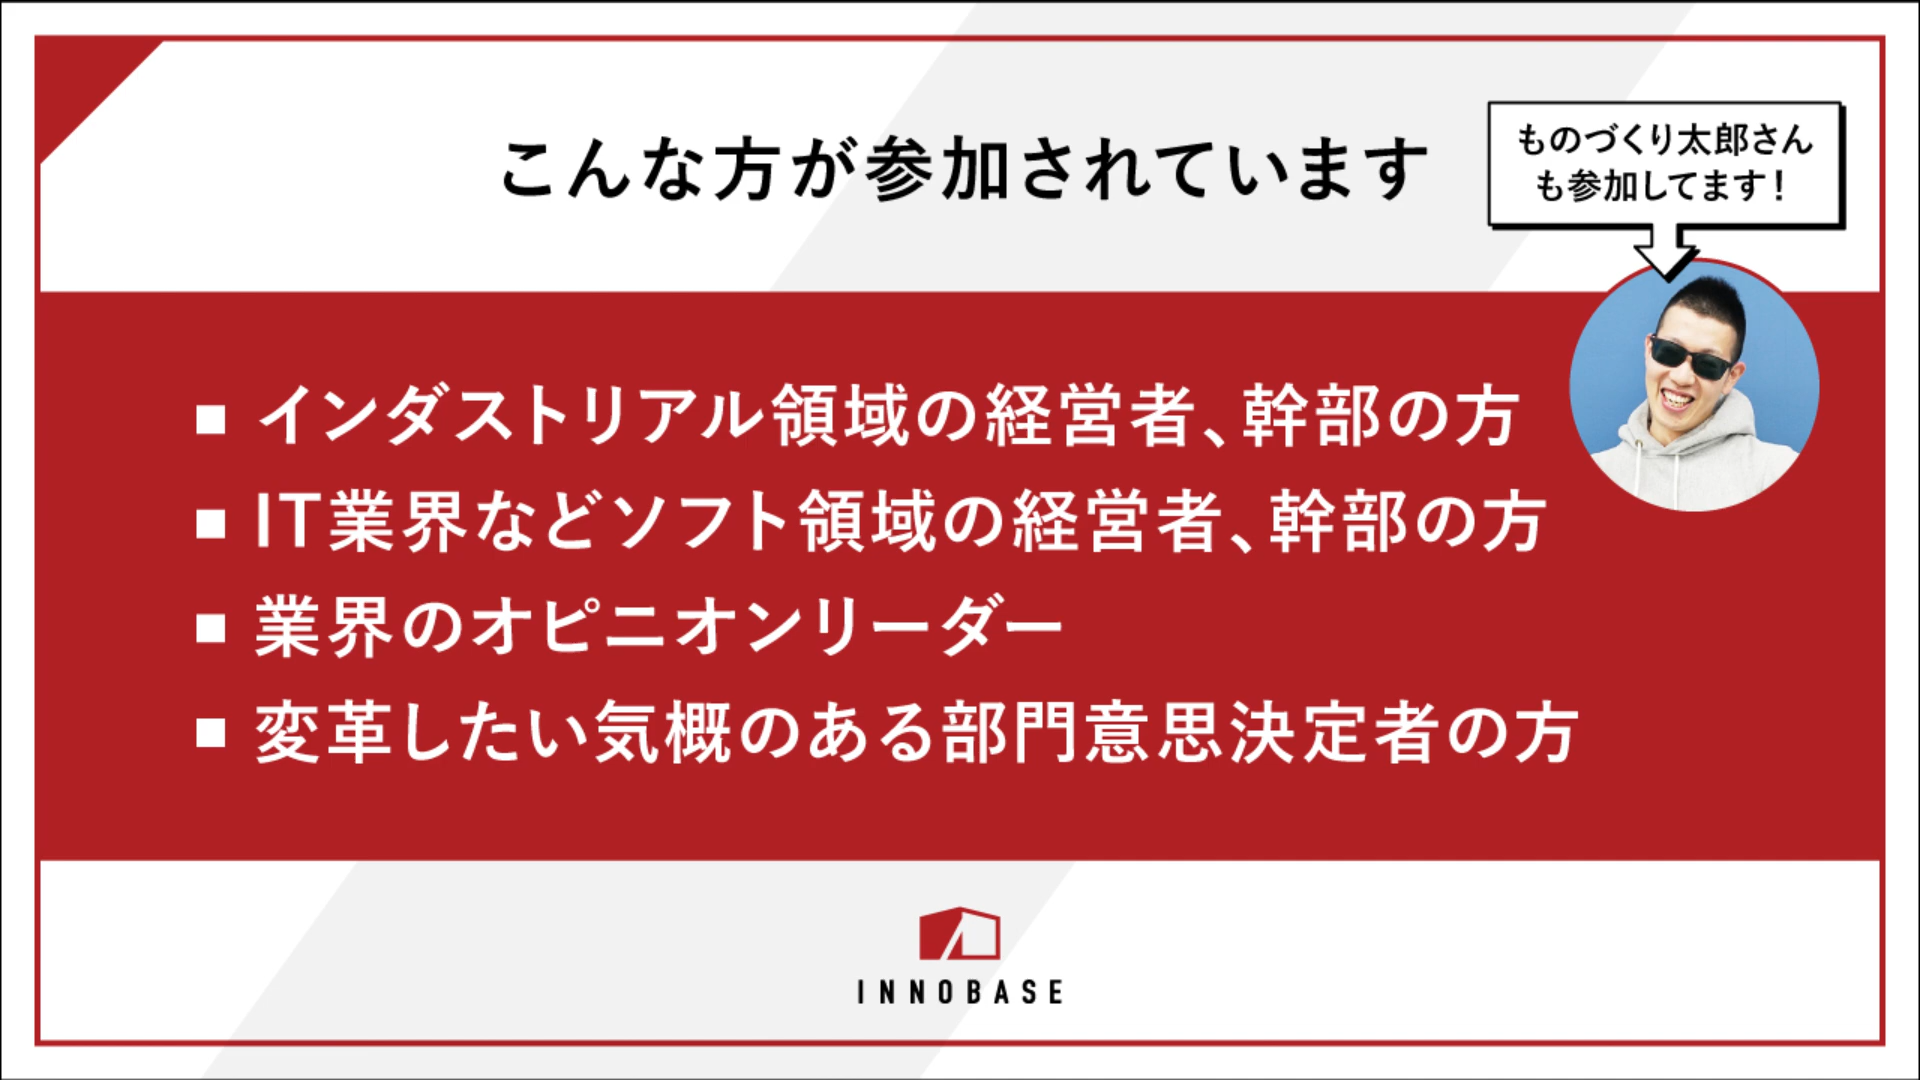 こんな方が参加されています
ものづくり太郎さん
も参加してます!
■ インダストリアル領域の経営者、幹部の方
■ IT業界などソフト領域の経営者、幹部の方
■ 業界のオピニオンリーダー
■ 変革したい気概のある部門意思決定者の方
INNOBASE